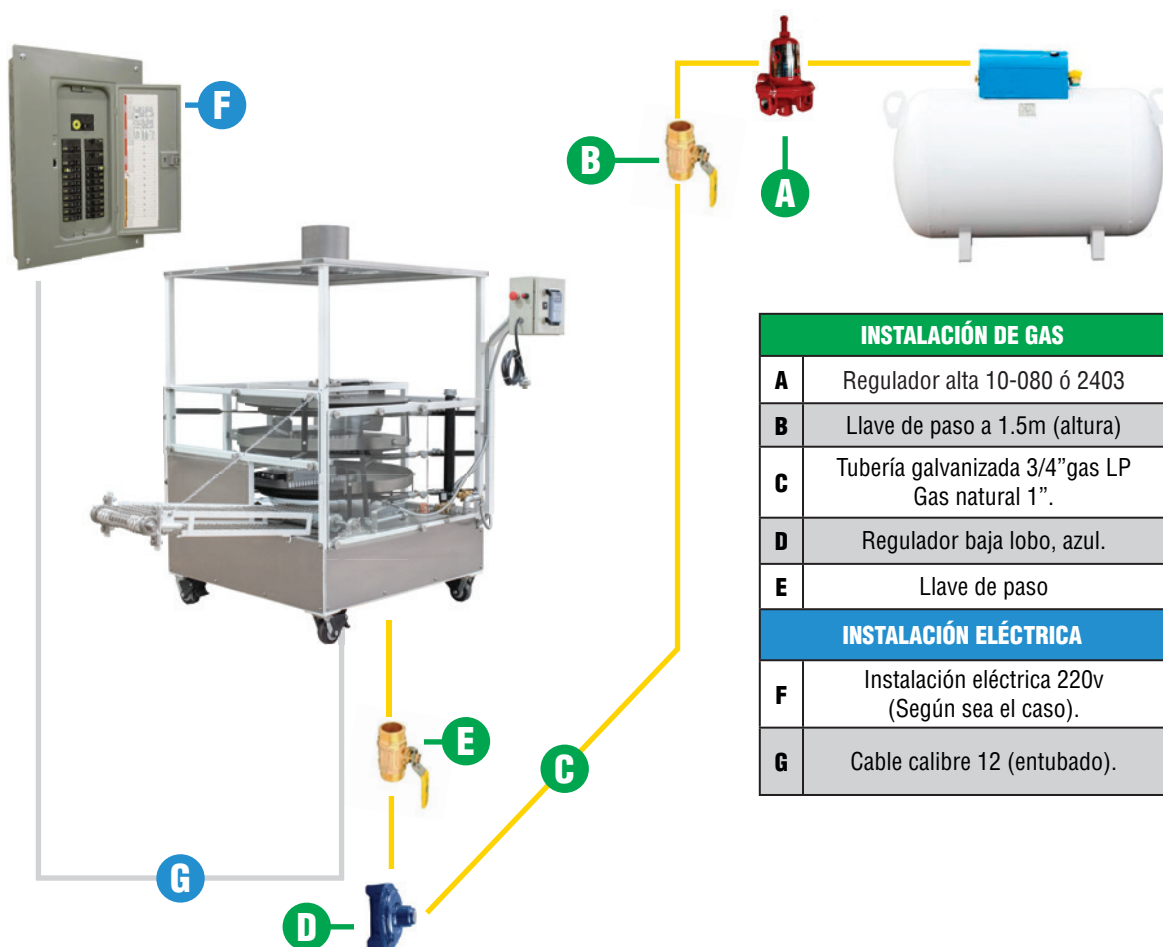 F
B
A
INSTALACIÓN DE GAS
A Regulador alta 10-080 ó 2403
B Llave de paso a 1.5m (altura)
C Tubería galvanizada 3/4”gas LP
Gas natural 1”.
D Regulador baja lobo, azul.
E Llave de paso
INSTALACIÓN ELÉCTRICA
F Instalación eléctrica 220v
(Según sea el caso).
G Cable calibre 12 (entubado).
E
C
G
D